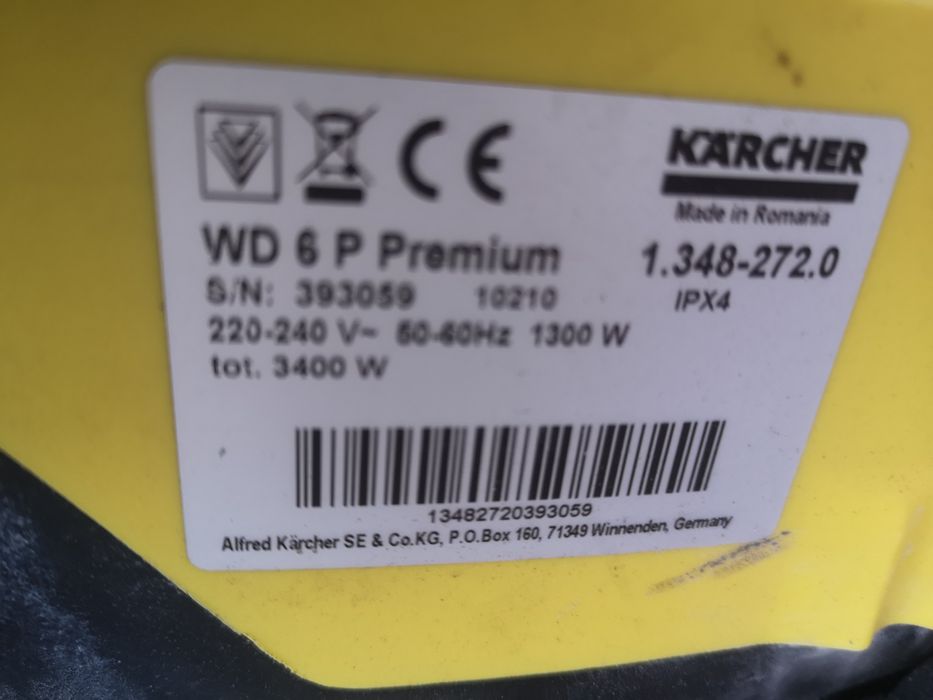 KÄRCHER
Made in Romania
WD 6 P Premium 1.348-272.0
S/N: 393059 10210 IPX4
220-240 V~ 50-60Hz 1300 W
tot. 3400 W
13482720393059
Alfred Kärcher SE & Co.KG, P.O.Box 160, 71349 Winnenden, Germany